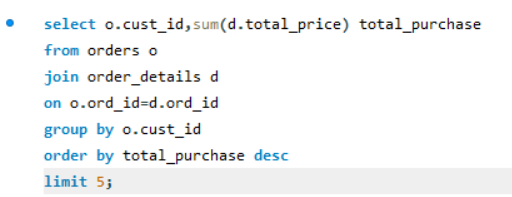 select o.cust_id,sum(d.total_price) total_purchase
from orders o
join order_details d
on o.ord_id=d.ord_id
group by o.cust_id
order by total_purchase desc
limit 5;